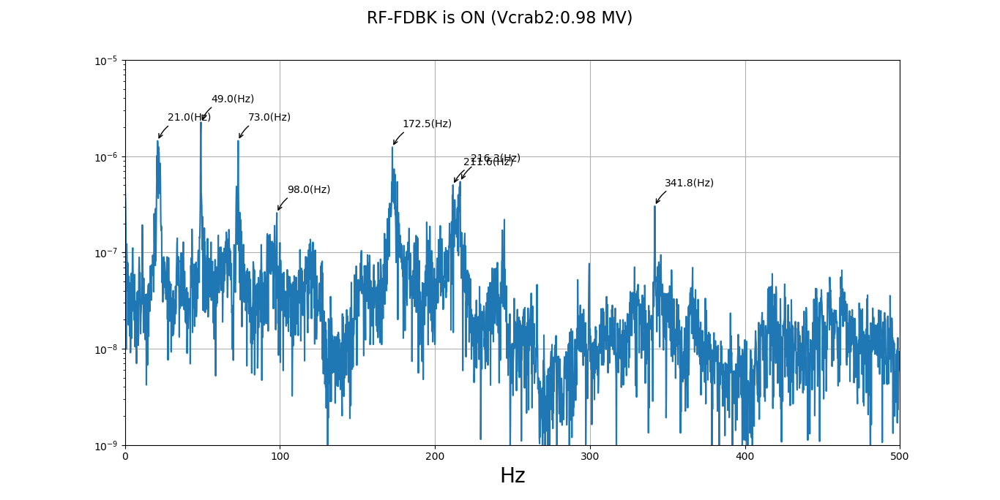 RF-FDBK is ON (Vcrab2:0.98 MV)
10⁻⁵
49.0(Hz)
21.0(Hz)
73.0(Hz)
172.5(Hz)
10⁻⁶
216.3(Hz)
211.6(Hz)
341.8(Hz)
98.0(Hz)
10⁻⁷
10⁻⁸
10⁻⁹
0
100
200
300
400
500
Hz